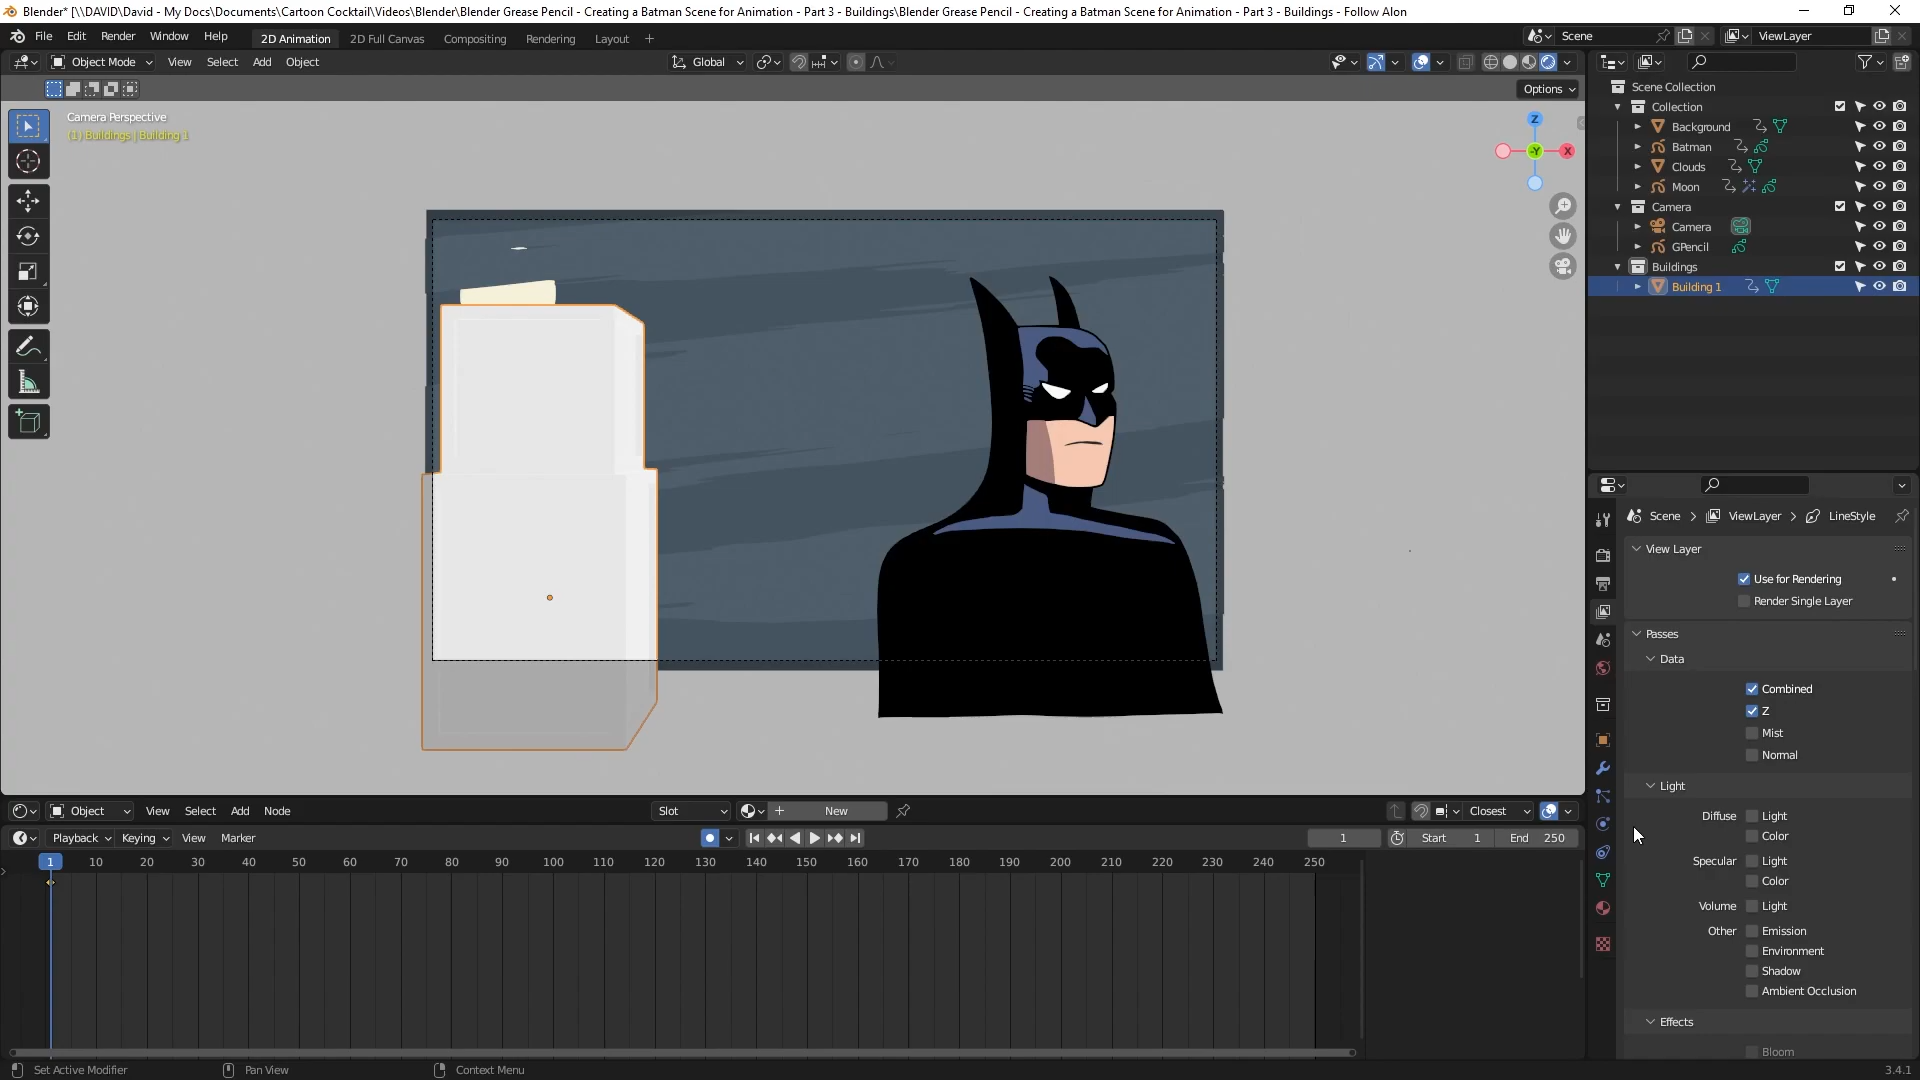 Blender* [\\DAVID\David - My Docs\Documents\Cartoon Cocktail\Videos\Blender\Blender Grease Pencil - Creating a Batman Scene for Animation - Part 3 - Buildings\Blender Grease Pencil - Creating a Batman Scene for Animation - Part 3 - Buildings - Follow Alon
File Edit Render Window Help 2D Animation 2D Full Canvas Compositing Rendering Layout + Scene ViewLayer
Object Mode View Select Add Object Global
Options
Camera Perspective
(1) Buildings | Building 1
Z
-Y X
Scene Collection
Collection
Background
Batman
Clouds
Moon
Camera
Camera
GPencil
Buildings
Building 1
Scene > ViewLayer > LineStyle
View Layer
Use for Rendering
Render Single Layer
Passes
Data
Combined
Z
Mist
Normal
Light
Diffuse Light
Color
Specular Light
Color
Volume Light
Other Emission
Environment
Shadow
Ambient Occlusion
Effects
Bloom
Object View Select Add Node Slot New Closest
Playback Keying View Marker 1 Start 1 End 250
1 10 20 30 40 50 60 70 80 90 100 110 120 130 140 150 160 170 180 190 200 210 220 230 240 250
Set Active Modifier Pan View Context Menu 3.4.1